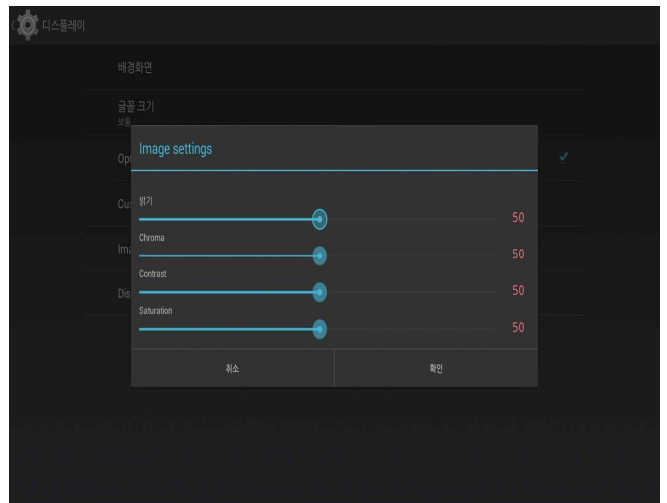 디스플레이
배경화면
글꼴 크기
보통
Image settings
밝기
50
Chroma
50
Contrast
50
Saturation
50
취소
확인